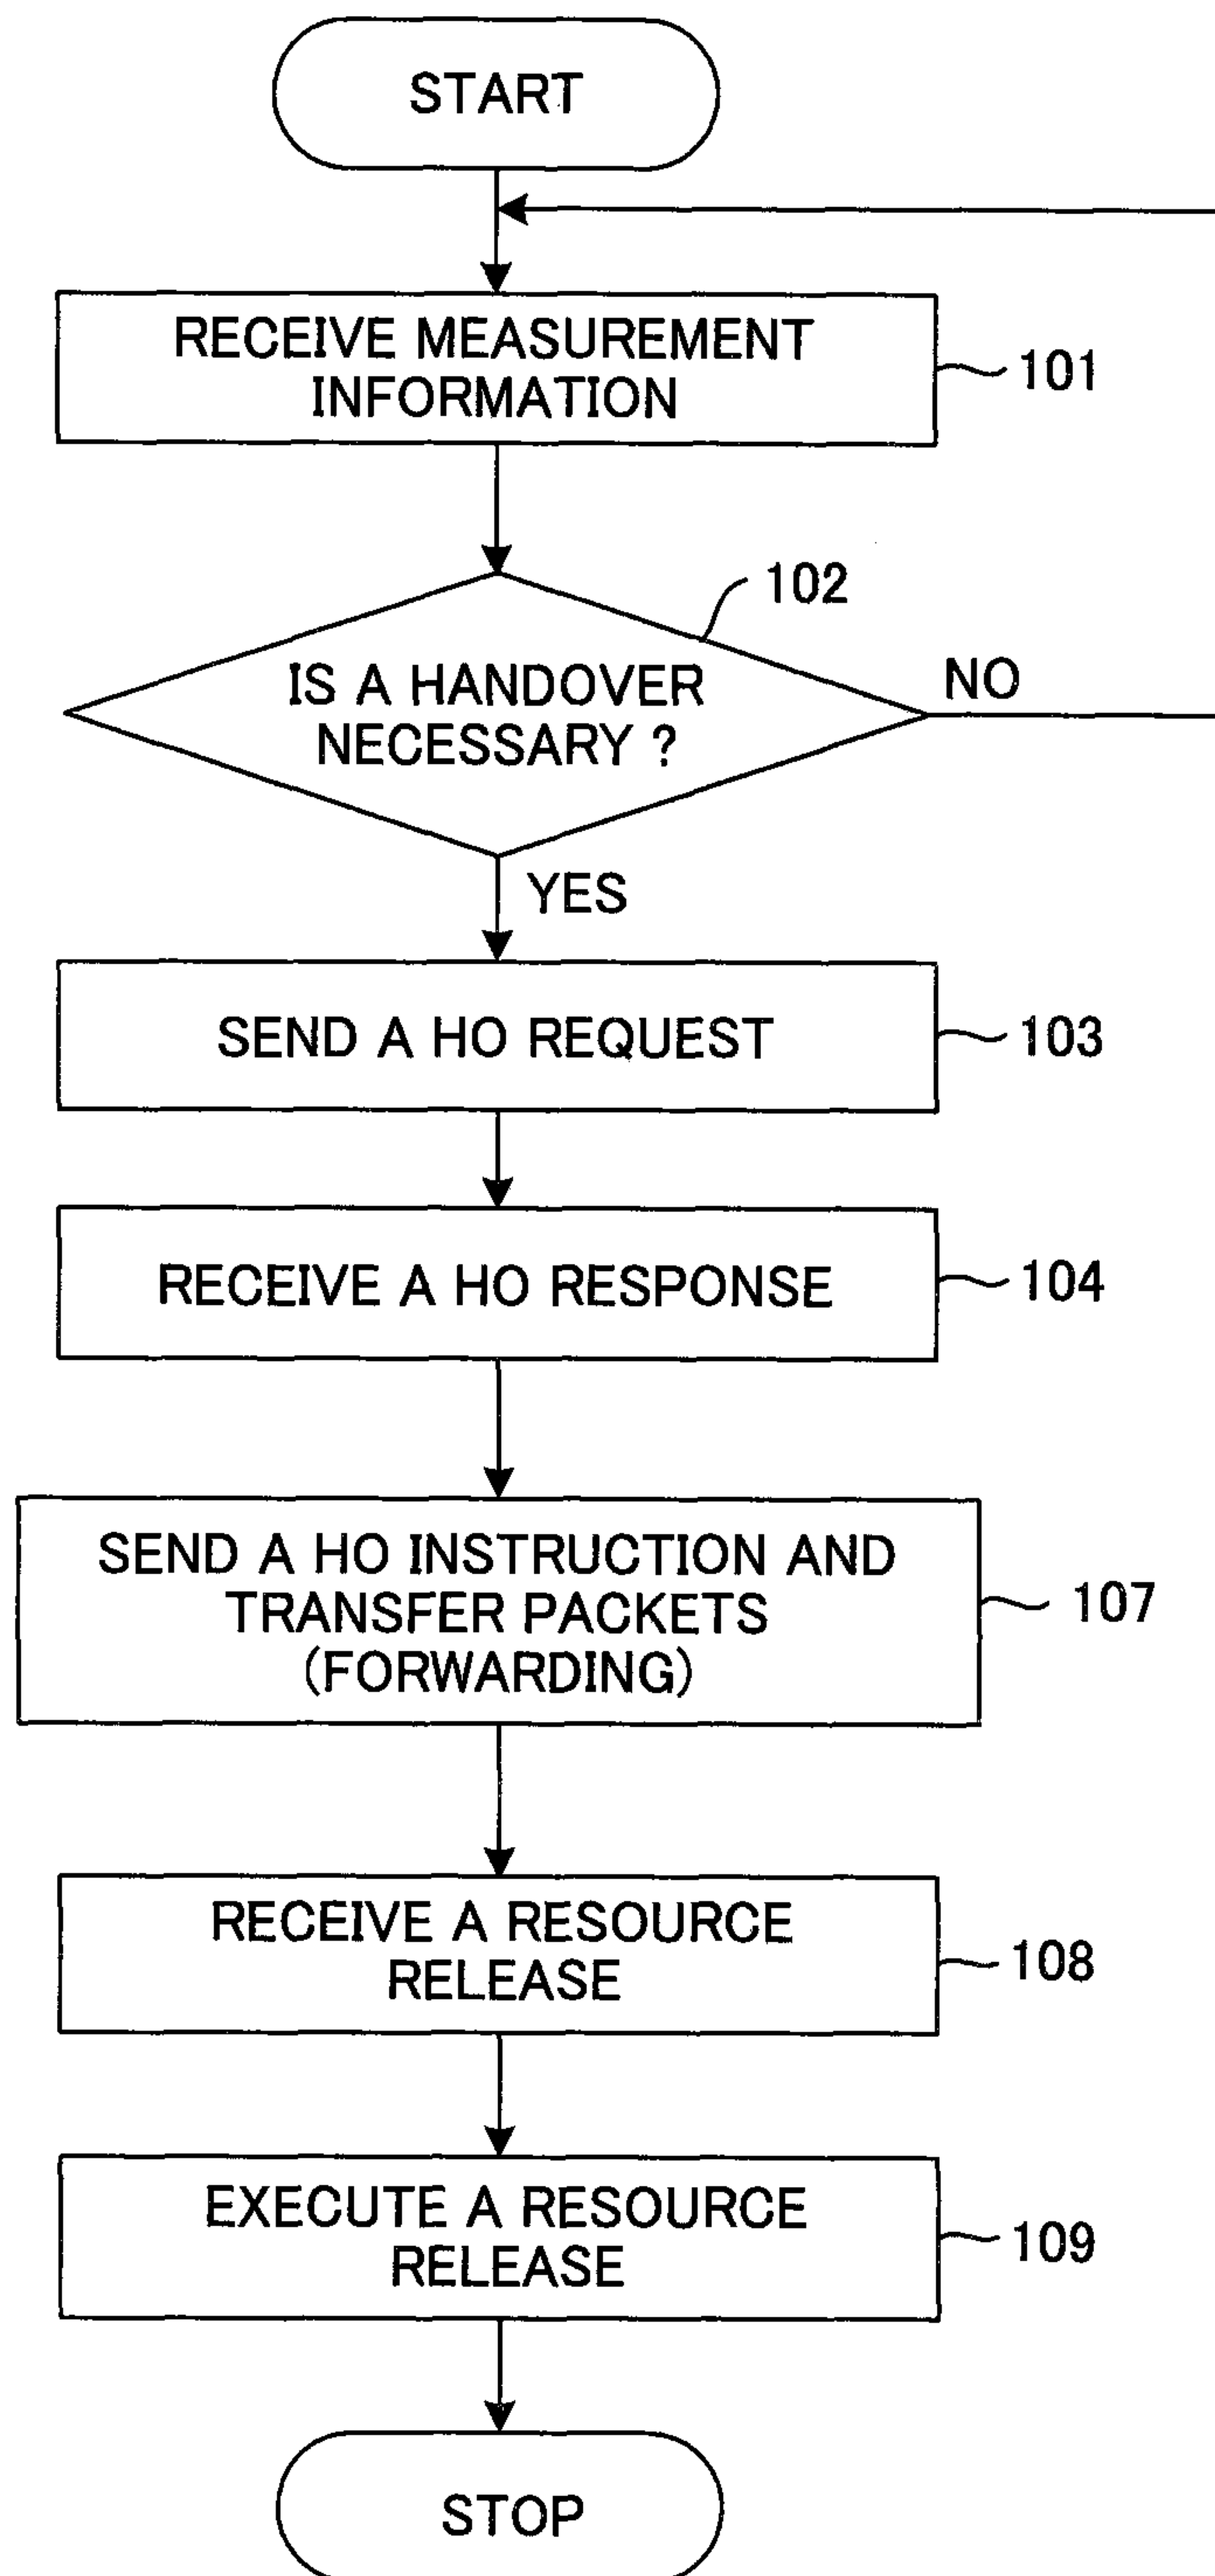 START
RECEIVE MEASUREMENT
INFORMATION
101
102
IS A HANDOVER
NECESSARY ?
NO
YES
SEND A HO REQUEST
103
RECEIVE A HO RESPONSE
104
SEND A HO INSTRUCTION AND
TRANSFER PACKETS
(FORWARDING)
107
RECEIVE A RESOURCE
RELEASE
108
EXECUTE A RESOURCE
RELEASE
109
STOP